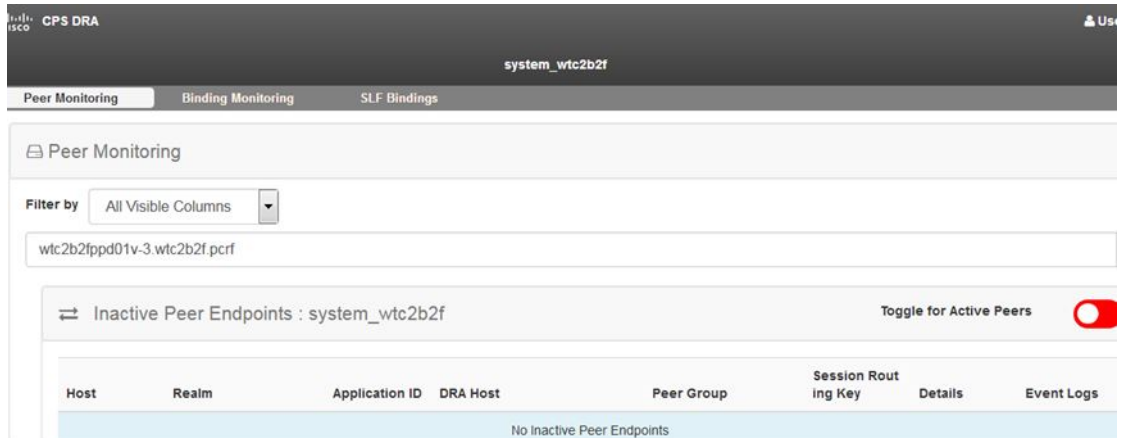 CPS DRA
system_wtc2b2f
Peer Monitoring Binding Monitoring SLF Bindings
Peer Monitoring
Filter by All Visible Columns
wtc2b2fppd01v-3.wtc2b2f.pcrf
Inactive Peer Endpoints : system_wtc2b2f Toggle for Active Peers
Host Realm Application ID DRA Host Peer Group Session Rout
ing Key Details Event Logs
No Inactive Peer Endpoints